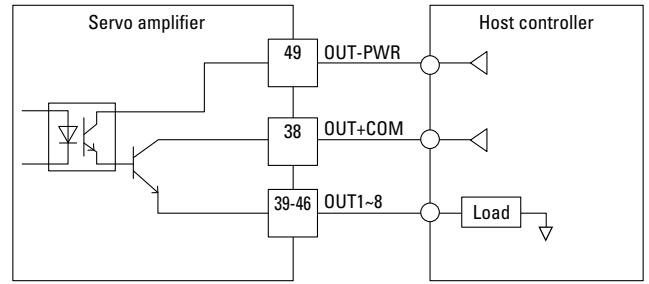 Servo amplifier
Host controller
49
OUT-PWR
38
OUT+COM
39-46
OUT1~8
Load